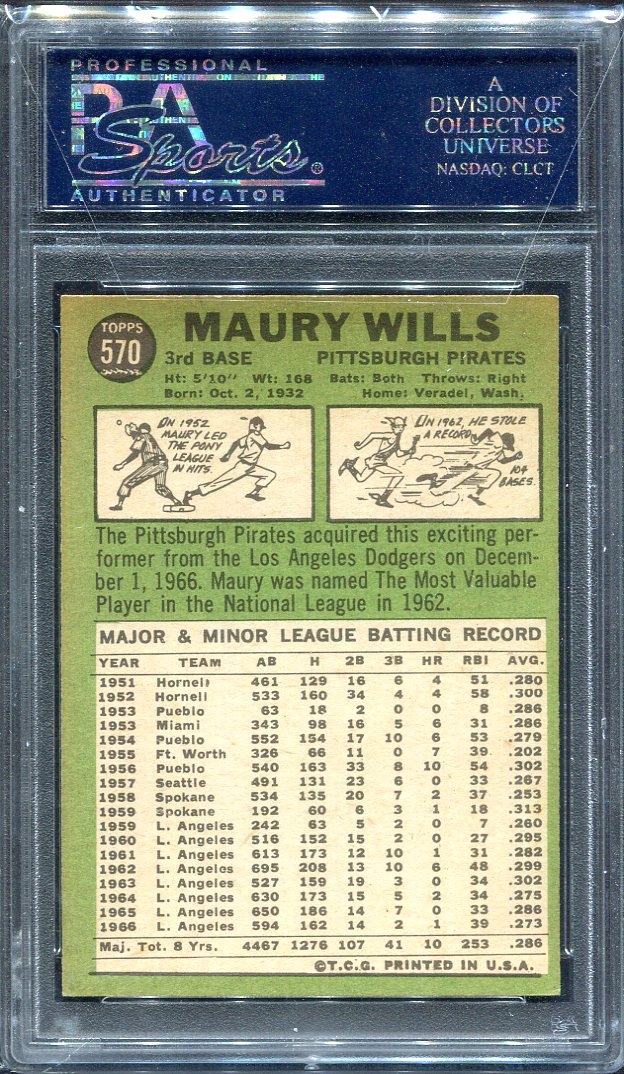 PROFESSIONAL
PSA
Sports®
AUTHENTICATOR
A
DIVISION OF
COLLECTORS
UNIVERSE
NASDAQ: CLCT
TOPPS
570
MAURY WILLS
3rd BASE PITTSBURGH PIRATES
Ht: 5'10" Wt: 168 Bats: Both Throws: Right
Born: Oct. 2, 1932 Home: Veradel, Wash.
IN 1952
MAURY LED
THE PONY
LEAGUE
IN HITS.
IN 1962, HE STOLE
A RECORD
104
BASES.
The Pittsburgh Pirates acquired this exciting per-
former from the Los Angeles Dodgers on Decem-
ber 1, 1966. Maury was named The Most Valuable
Player in the National League in 1962.
MAJOR & MINOR LEAGUE BATTING RECORD
YEAR TEAM AB H 2B 3B HR RBI AVG.
1951 Hornell 461 129 16 6 4 51 .280
1952 Hornell 533 160 34 4 4 58 .300
1953 Pueblo 63 18 2 0 0 8 .286
1953 Miami 343 98 16 5 6 31 .286
1954 Pueblo 552 154 17 10 6 53 .279
1955 Ft. Worth 326 66 11 0 7 39 .202
1956 Pueblo 540 163 33 8 10 54 .302
1957 Seattle 491 131 23 6 0 33 .267
1958 Spokane 534 135 20 7 2 37 .253
1959 Spokane 192 60 6 3 1 18 .313
1959 L. Angeles 242 63 5 2 0 7 .260
1960 L. Angeles 516 152 15 2 0 27 .295
1961 L. Angeles 613 173 12 10 1 31 .282
1962 L. Angeles 695 208 13 10 6 48 .299
1963 L. Angeles 527 159 19 3 0 34 .302
1964 L. Angeles 630 173 15 5 2 34 .275
1965 L. Angeles 650 186 14 7 0 33 .286
1966 L. Angeles 594 162 14 2 1 39 .273
Maj. Tot. 8 Yrs. 4467 1276 107 41 10 253 .286
©T.C.G. PRINTED IN U.S.A.